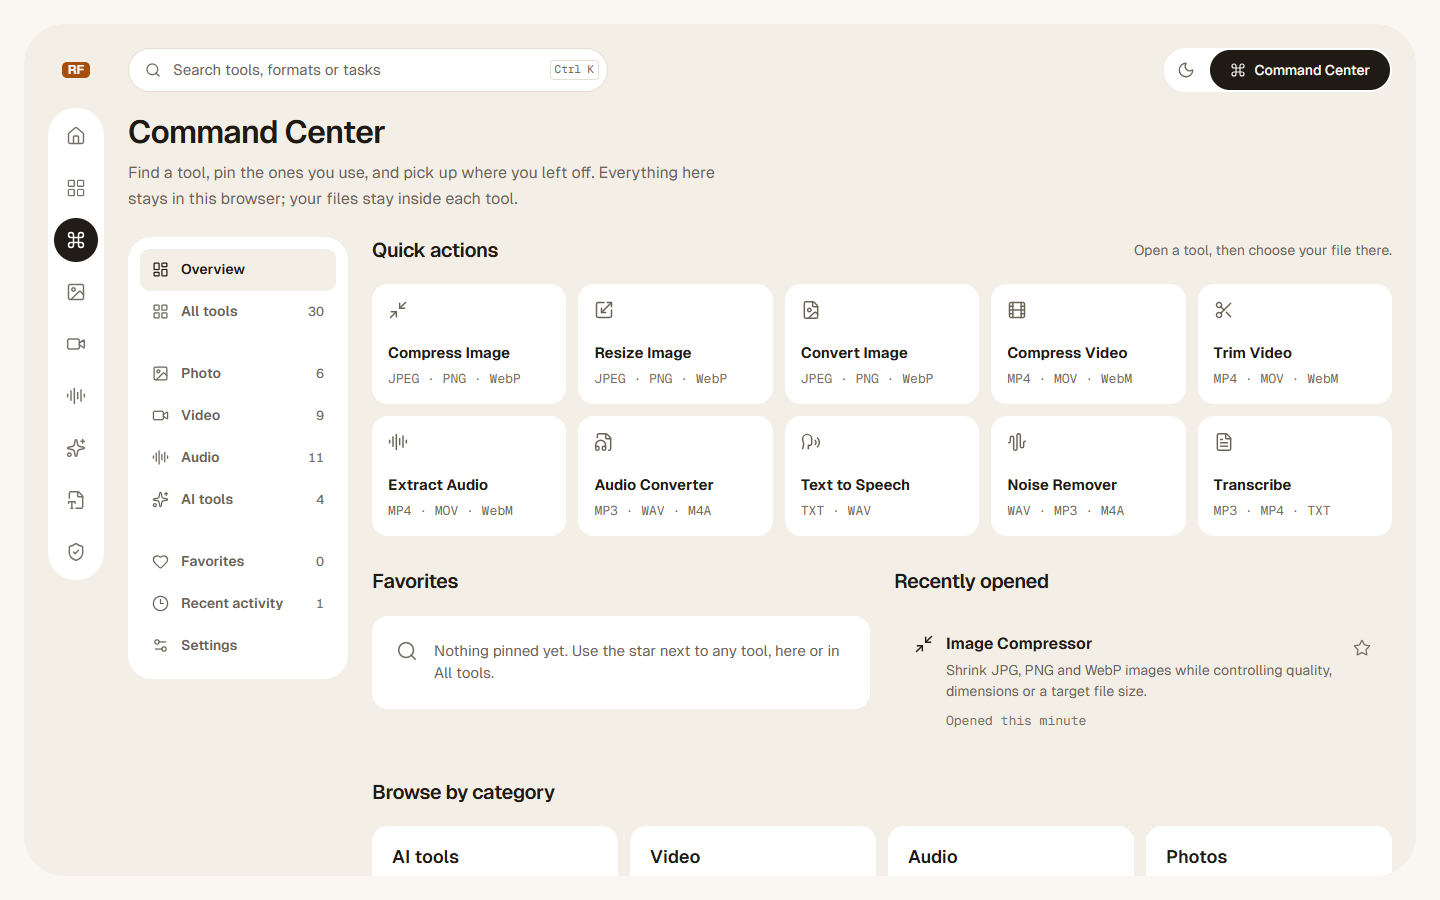 RF
Search tools, formats or tasks
Ctrl K
Command Center
Command Center
Find a tool, pin the ones you use, and pick up where you left off. Everything here
stays in this browser; your files stay inside each tool.
Overview
All tools 30
Photo 6
Video 9
Audio 11
AI tools 4
Favorites 0
Recent activity 1
Settings
Quick actions
Open a tool, then choose your file there.
Compress Image
JPEG · PNG · WebP
Resize Image
JPEG · PNG · WebP
Convert Image
JPEG · PNG · WebP
Compress Video
MP4 · MOV · WebM
Trim Video
MP4 · MOV · WebM
Extract Audio
MP4 · MOV · WebM
Audio Converter
MP3 · WAV · M4A
Text to Speech
TXT · WAV
Noise Remover
WAV · MP3 · M4A
Transcribe
MP3 · MP4 · TXT
Favorites
Nothing pinned yet. Use the star next to any tool, here or in
All tools.
Recently opened
Image Compressor
Shrink JPG, PNG and WebP images while controlling quality,
dimensions or a target file size.
Opened this minute
Browse by category
AI tools
Video
Audio
Photos